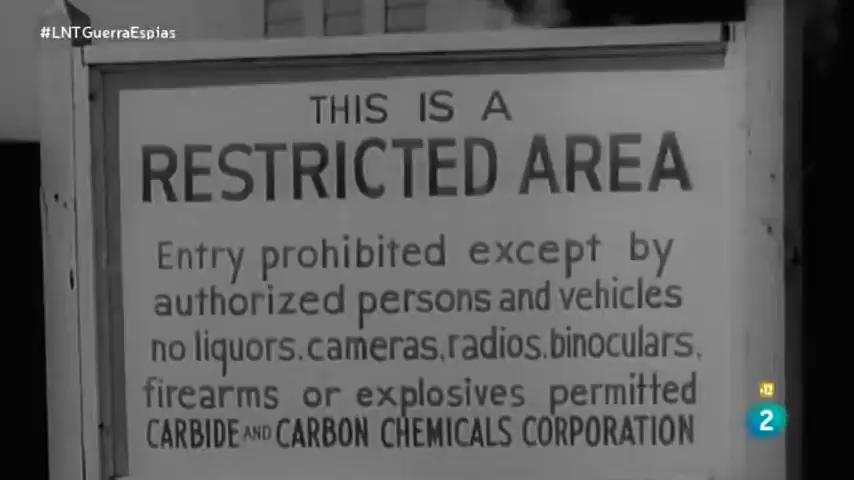 #LNTGuerraEspias
THIS IS A
RESTRICTED AREA
Entry prohibited except by
authorized persons and vehicles
no liquors, cameras, radios, binoculars,
firearms or explosives permitted
CARBIDE AND CARBON CHEMICALS CORPORATION
+12
2